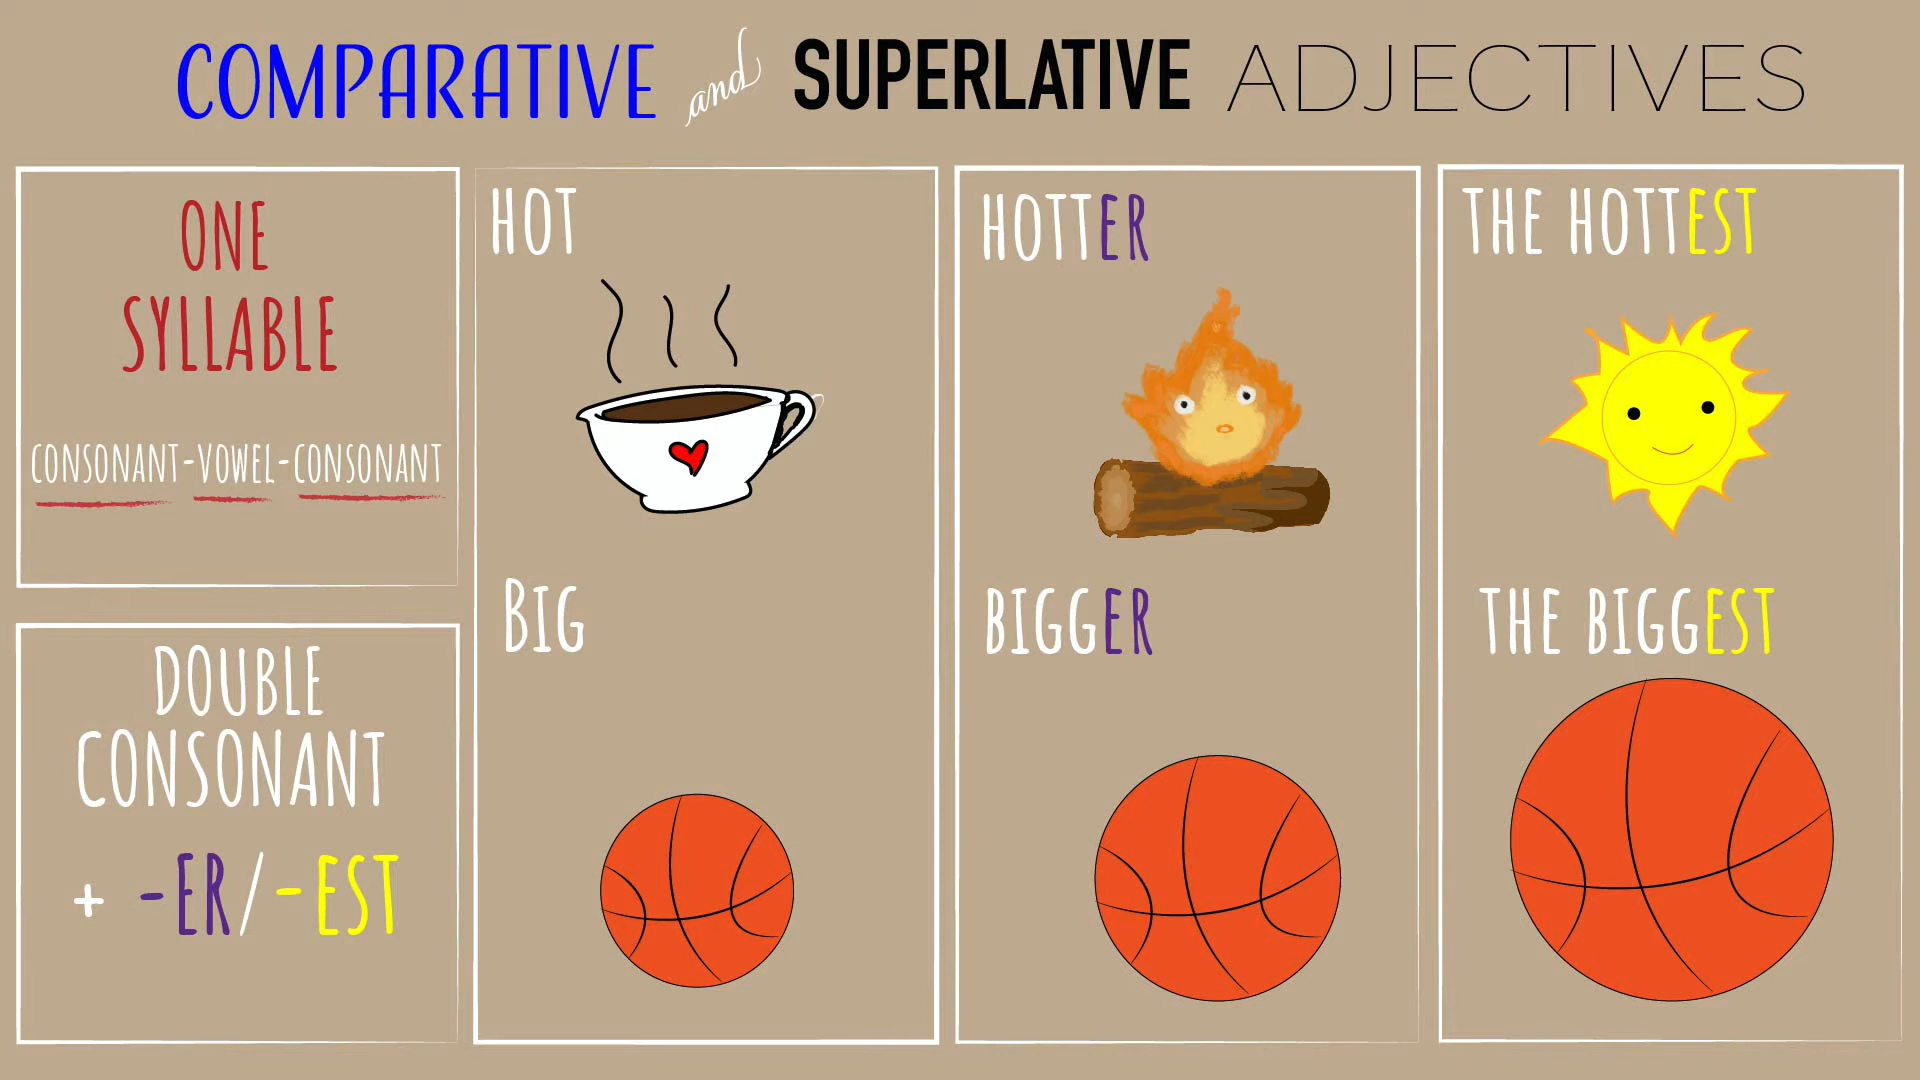 COMPARATIVE and SUPERLATIVE ADJECTIVES
ONE
SYLLABLE
CONSONANT-VOWEL-CONSONANT
DOUBLE
CONSONANT
+ -ER/-EST
HOT
BIG
HOTTER
BIGGER
THE HOTTEST
THE BIGGEST